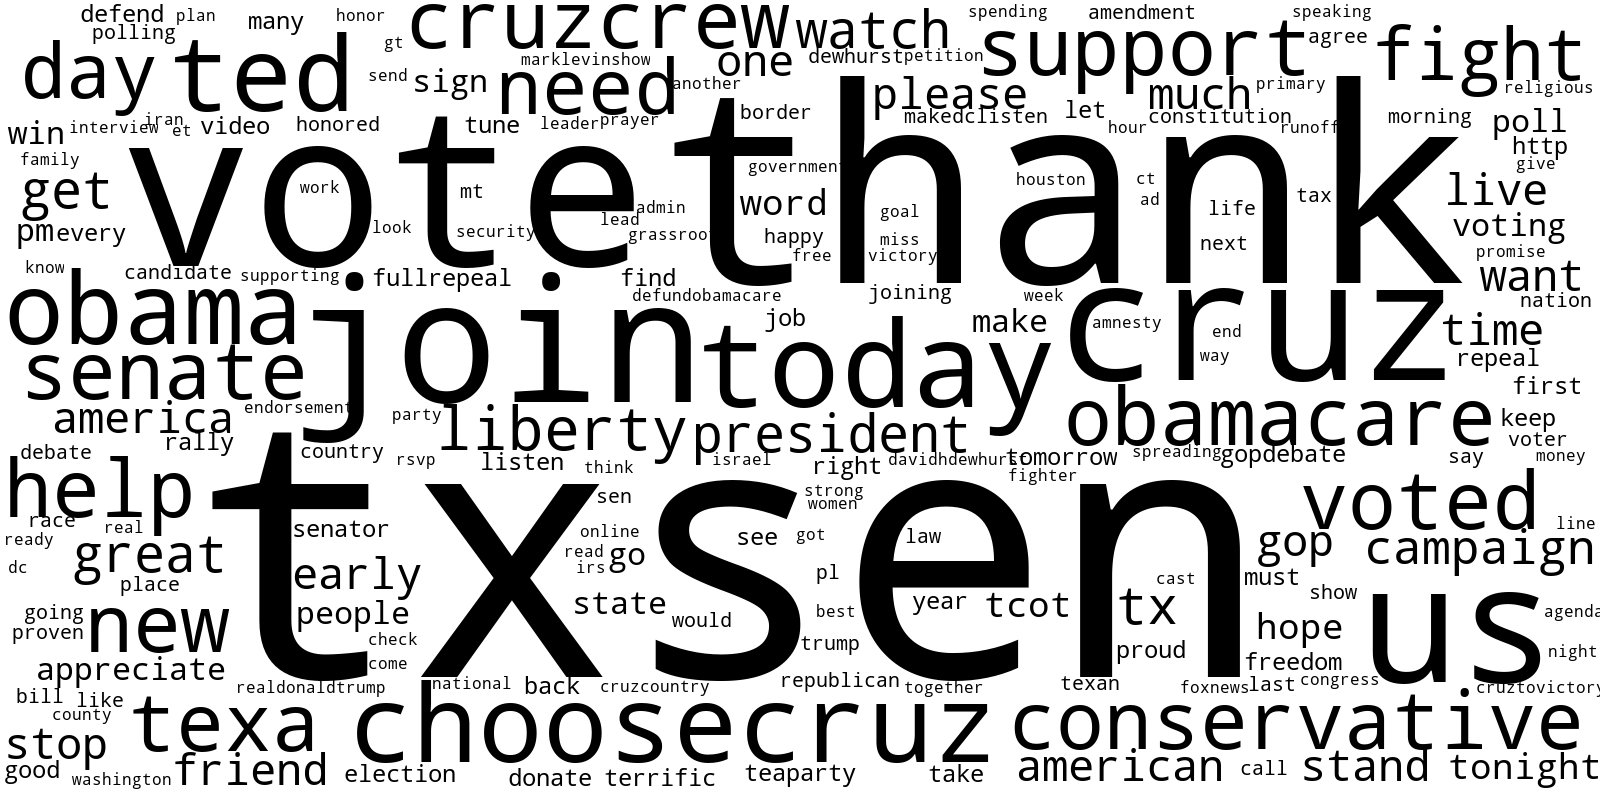 defend plan many honor cruzcrew watch spending amendment speaking
polling gt support agree fight
day ted send sign marklevinshow need one dewhurst petition
another please much primary religious
win interview iran et video honored tune leader prayer border makedclisten let hour constitution runoff morning poll
http
family vote thank government give
get work mt houston ct tax live
look admin word goal ad life
pm every security lead grassroot happy miss next voting
free victory promise
know candidate supporting fullrepeal find joining want
obama join defundobamacare week cruz nation
job make amnesty end time
senate today way repeal
first
america endorsement party liberty president obamacare keep
rally voter
debate country rsvp listen think israel right tomorrow spreading gopdebate say money
help fighter
sen strong voted
women
race real senator txsen line
ready online see got law gop campaign
great read
dc irs go
place early pl cast must
show
going new people state would best year tcot tx us agenda
proven hope
check trump proud night
appreciate come freedom
bill like realdonaldtrump national back cruzcountry republican together texan foxnews last congress cruztovictory
county
stop texa choosecruz conservative
good washington friend election donate terrific teaparty take american call stand tonight